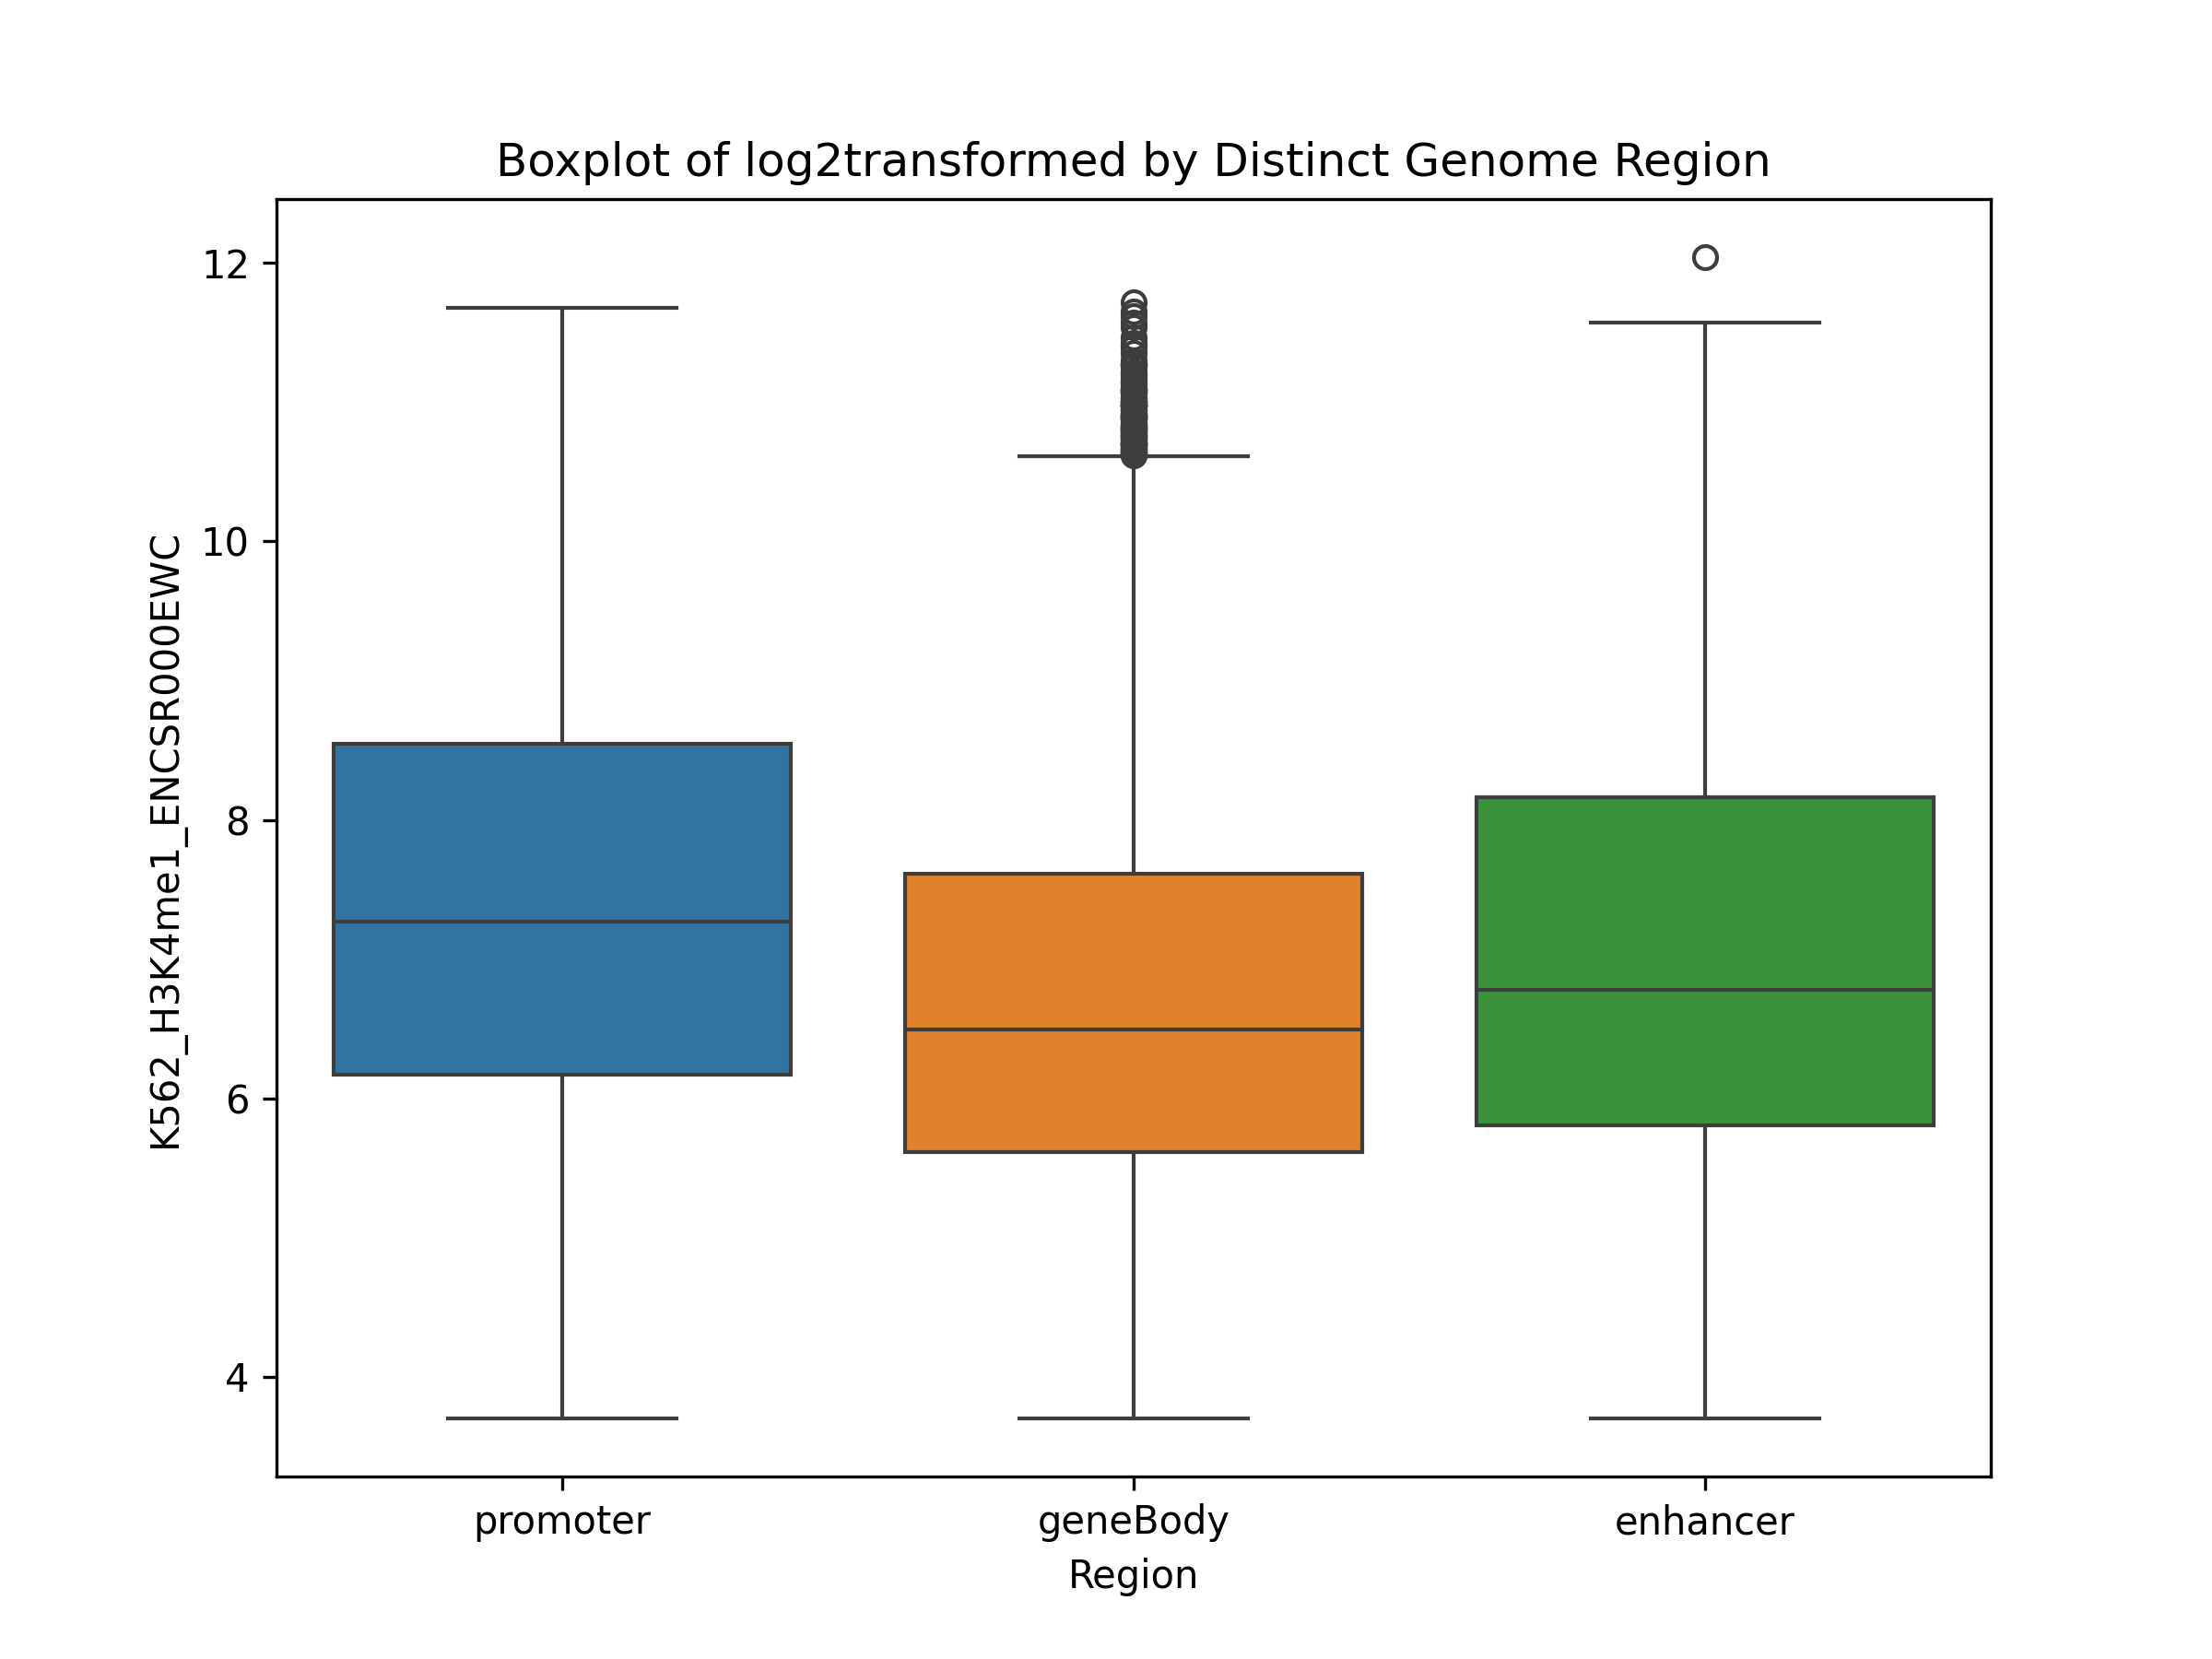 Boxplot of log2transformed by Distinct Genome Region
K562_H3K4me1_ENCSR000EWC
12
10
8
6
4
promoter geneBody enhancer
Region